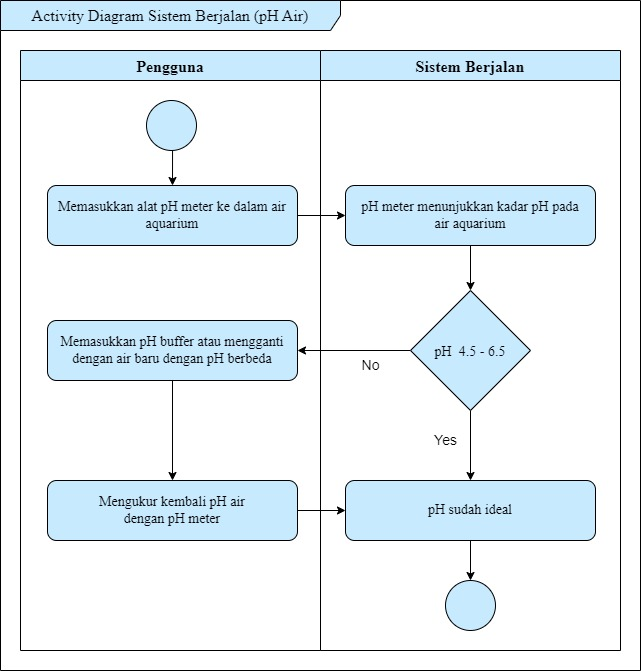 Activity Diagram Sistem Berjalan (pH Air)
Pengguna
Sistem Berjalan
Memasukkan alat pH meter ke dalam air
aquarium
pH meter menunjukkan kadar pH pada
air aquarium
Memasukkan pH buffer atau mengganti
dengan air baru dengan pH berbeda
pH 4.5 - 6.5
No
Yes
Mengukur kembali pH air
dengan pH meter
pH sudah ideal